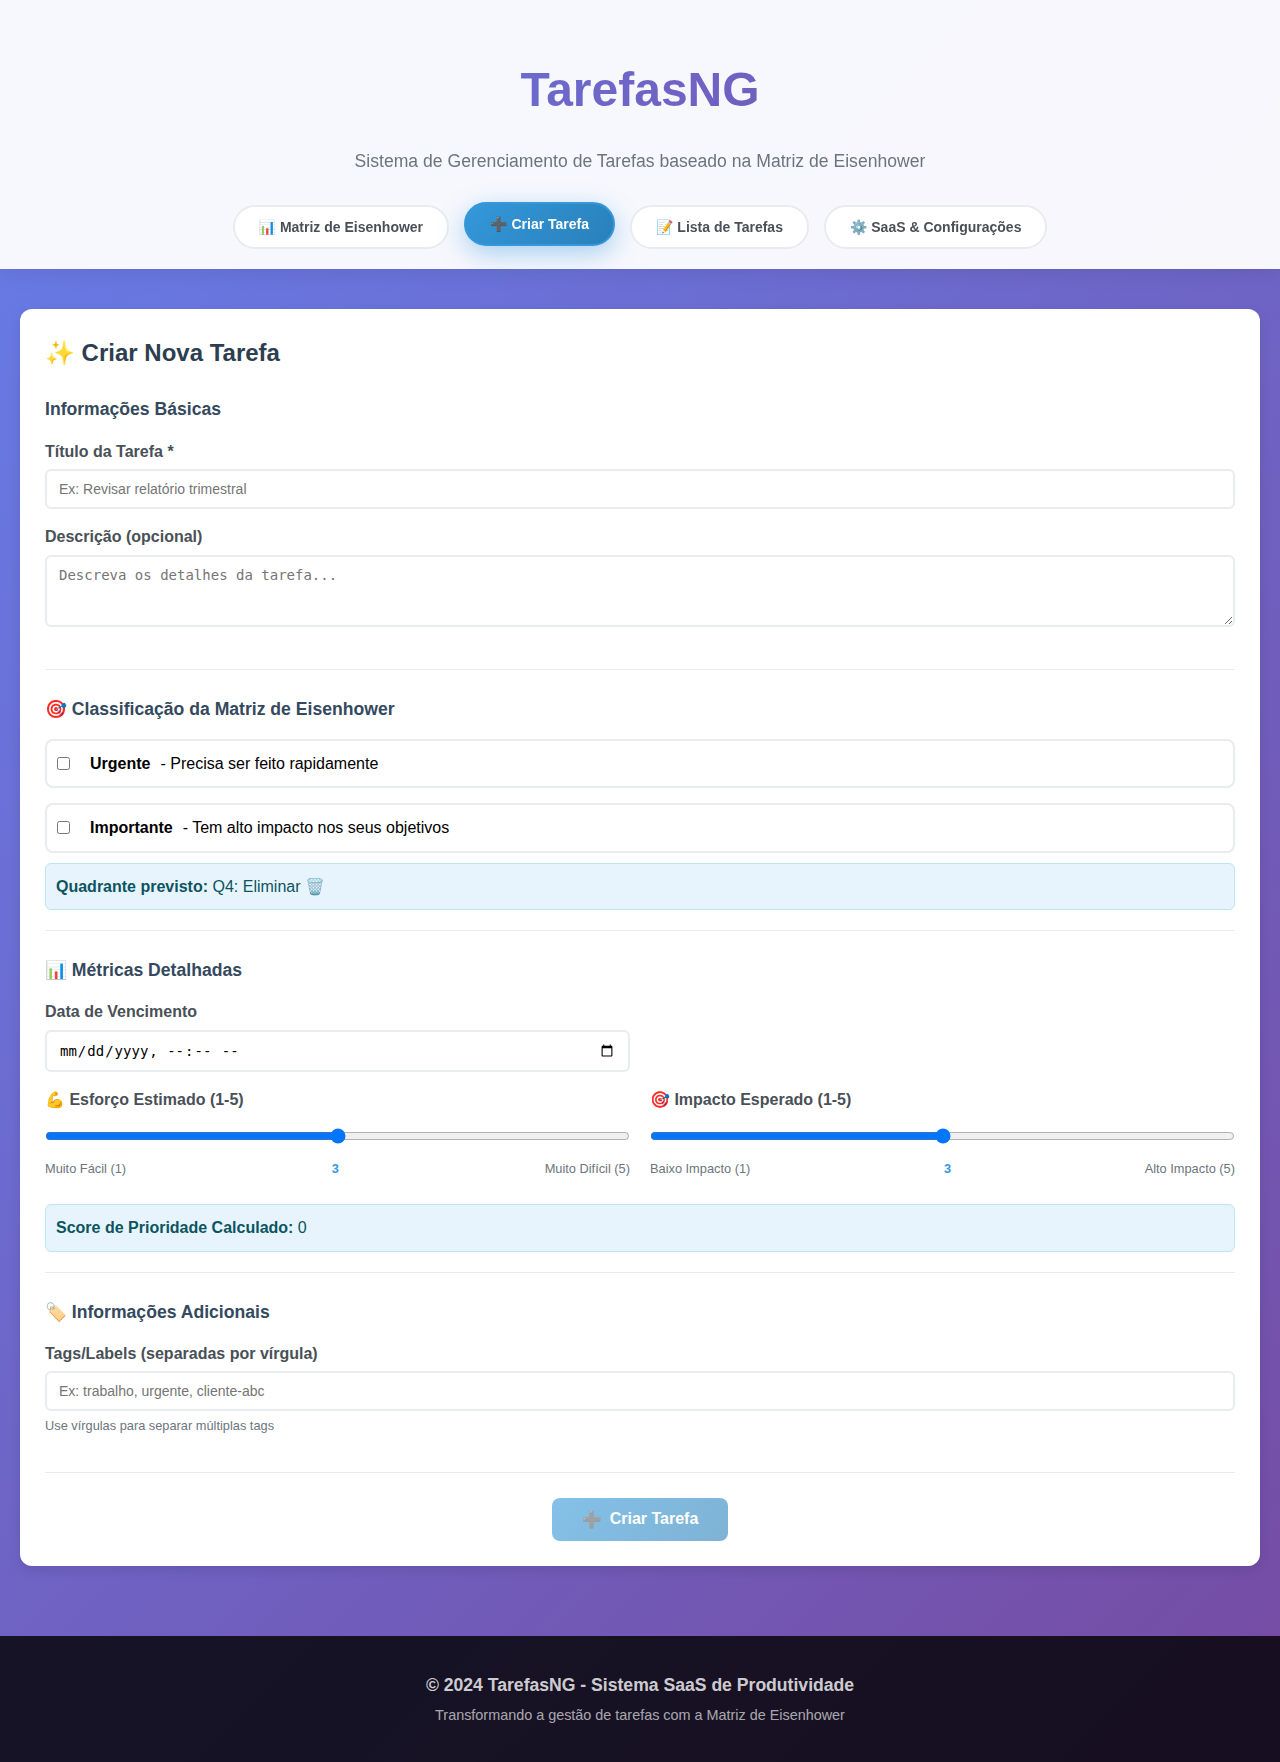 TarefasNG
Sistema de Gerenciamento de Tarefas baseado na Matriz de Eisenhower
📊 Matriz de Eisenhower
➕ Criar Tarefa
📝 Lista de Tarefas
⚙️ SaaS & Configurações
✨ Criar Nova Tarefa
Informações Básicas
Título da Tarefa *
Ex: Revisar relatório trimestral
Descrição (opcional)
Descreva os detalhes da tarefa...
🎯 Classificação da Matriz de Eisenhower
Urgente - Precisa ser feito rapidamente
Importante - Tem alto impacto nos seus objetivos
Quadrante previsto: Q4: Eliminar 🗑️
📊 Métricas Detalhadas
Data de Vencimento
mm/dd/yyyy, --:-- --
💪 Esforço Estimado (1-5)
🎯 Impacto Esperado (1-5)
Muito Fácil (1) 3 Muito Difícil (5)
Baixo Impacto (1) 3 Alto Impacto (5)
Score de Prioridade Calculado: 0
🏷️ Informações Adicionais
Tags/Labels (separadas por vírgula)
Ex: trabalho, urgente, cliente-abc
Use vírgulas para separar múltiplas tags
➕ Criar Tarefa
© 2024 TarefasNG - Sistema SaaS de Produtividade
Transformando a gestão de tarefas com a Matriz de Eisenhower